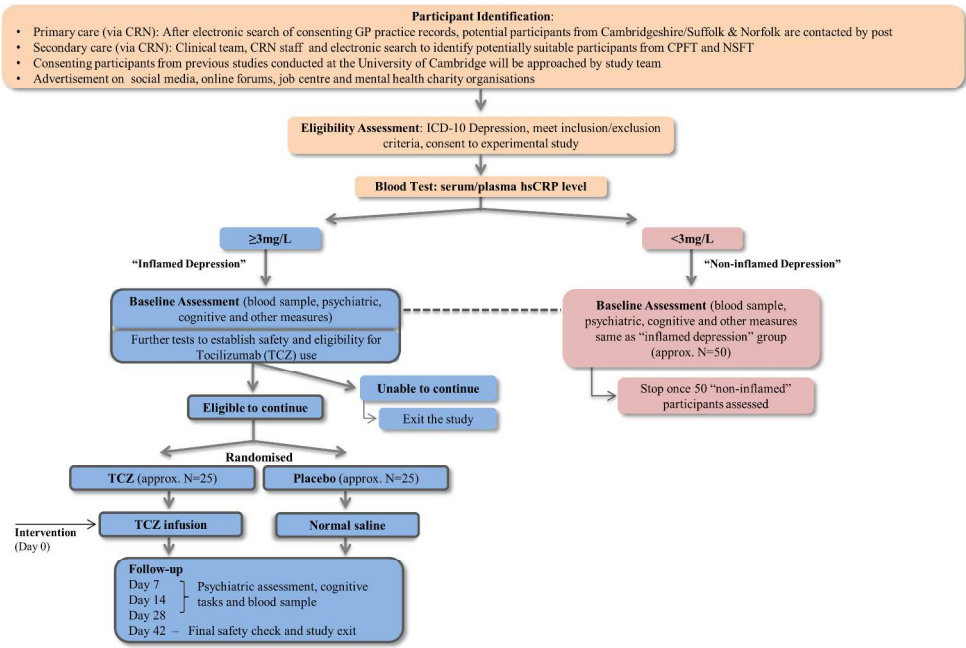 Participant Identification:
• Primary care (via CRN): After electronic search of consenting GP practice records, potential participants from Cambridgeshire/Suffolk & Norfolk are contacted by post
• Secondary care (via CRN): Clinical team, CRN staff and electronic search to identify potentially suitable participants from CPFT and NSFT
• Consenting participants from previous studies conducted at the University of Cambridge will be approached by study team
• Advertisement on social media, online forums, job centre and mental health charity organisations
Eligibility Assessment: ICD-10 Depression, meet inclusion/exclusion
criteria, consent to experimental study
Blood Test: serum/plasma hsCRP level
≥3mg/L
<3mg/L
“Inflamed Depression”
“Non-inflamed Depression”
Baseline Assessment (blood sample, psychiatric,
cognitive and other measures)
Further tests to establish safety and eligibility for
Tocilizumab (TCZ) use
Baseline Assessment (blood sample,
psychiatric, cognitive and other measures
same as “inflamed depression” group
(approx. N=50)
Unable to continue
Exit the study
Stop once 50 “non-inflamed”
participants assessed
Eligible to continue
Randomised
TCZ (approx. N=25)
Placebo (approx. N=25)
Intervention
(Day 0)
TCZ infusion
Normal saline
Follow-up
Day 7
Day 14
Day 28
Psychiatric assessment, cognitive
tasks and blood sample
Day 42 – Final safety check and study exit